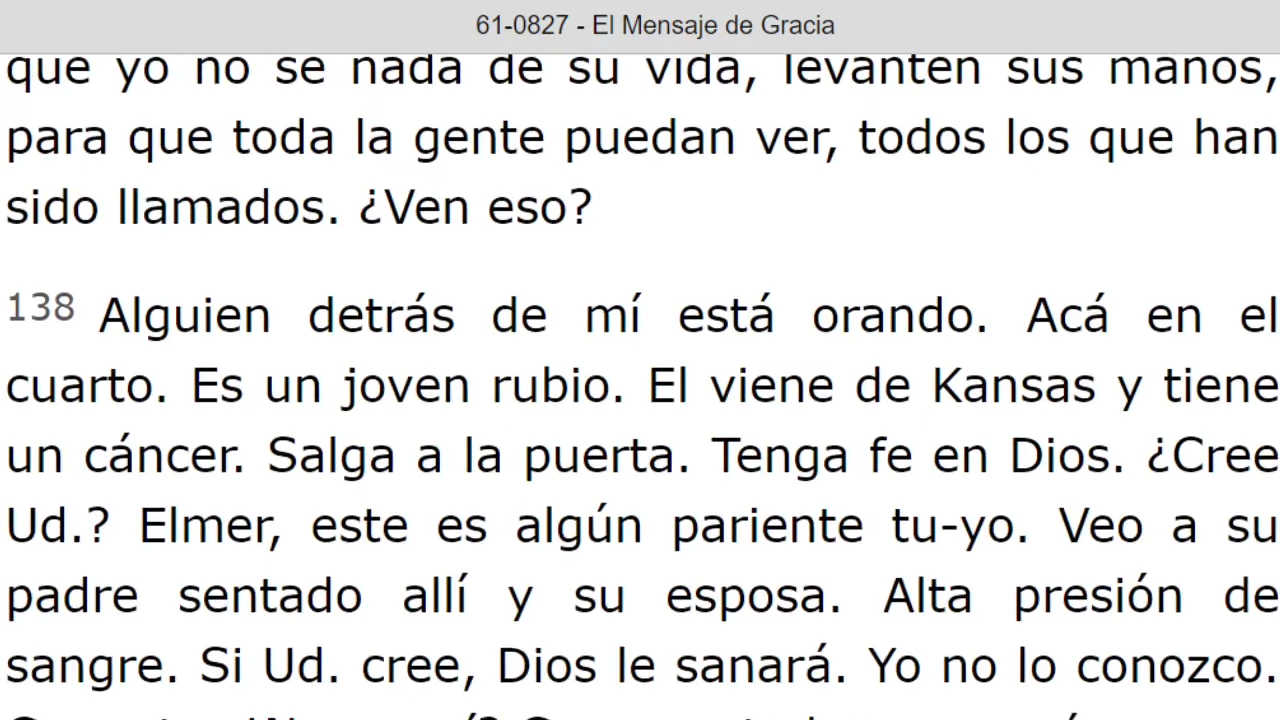 61-0827 - El Mensaje de Gracia
que yo no sé nada de su vida, levanten sus manos,
para que toda la gente puedan ver, todos los que han
sido llamados. ¿Ven eso?
138 Alguien detrás de mí está orando. Acá en el
cuarto. Es un joven rubio. El viene de Kansas y tiene
un cáncer. Salga a la puerta. Tenga fe en Dios. ¿Cree
Ud.? Elmer, este es algún pariente tu-yo. Veo a su
padre sentado allí y su esposa. Alta presión de
sangre. Si Ud. cree, Dios le sanará. Yo no lo conozco.